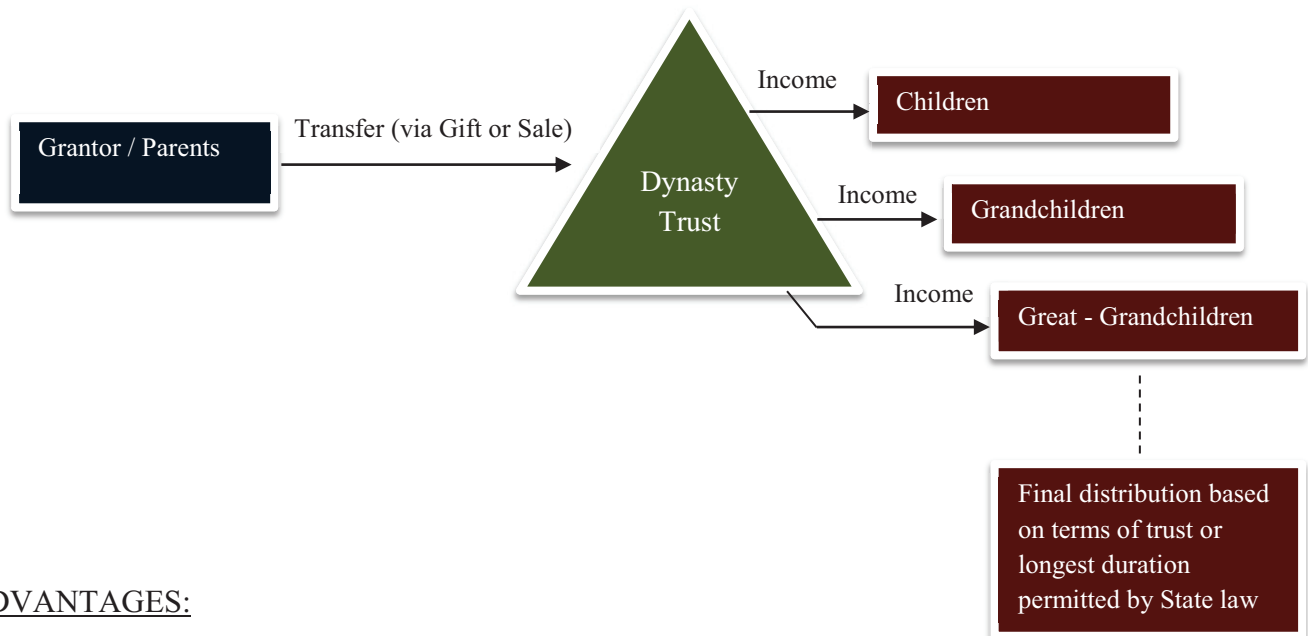 Grantor / Parents
Transfer (via Gift or Sale)
Dynasty
Trust
Income
Children
Income
Grandchildren
Income
Great - Grandchildren
Final distribution based
on terms of trust or
longest duration
permitted by State law
DVANTAGES: